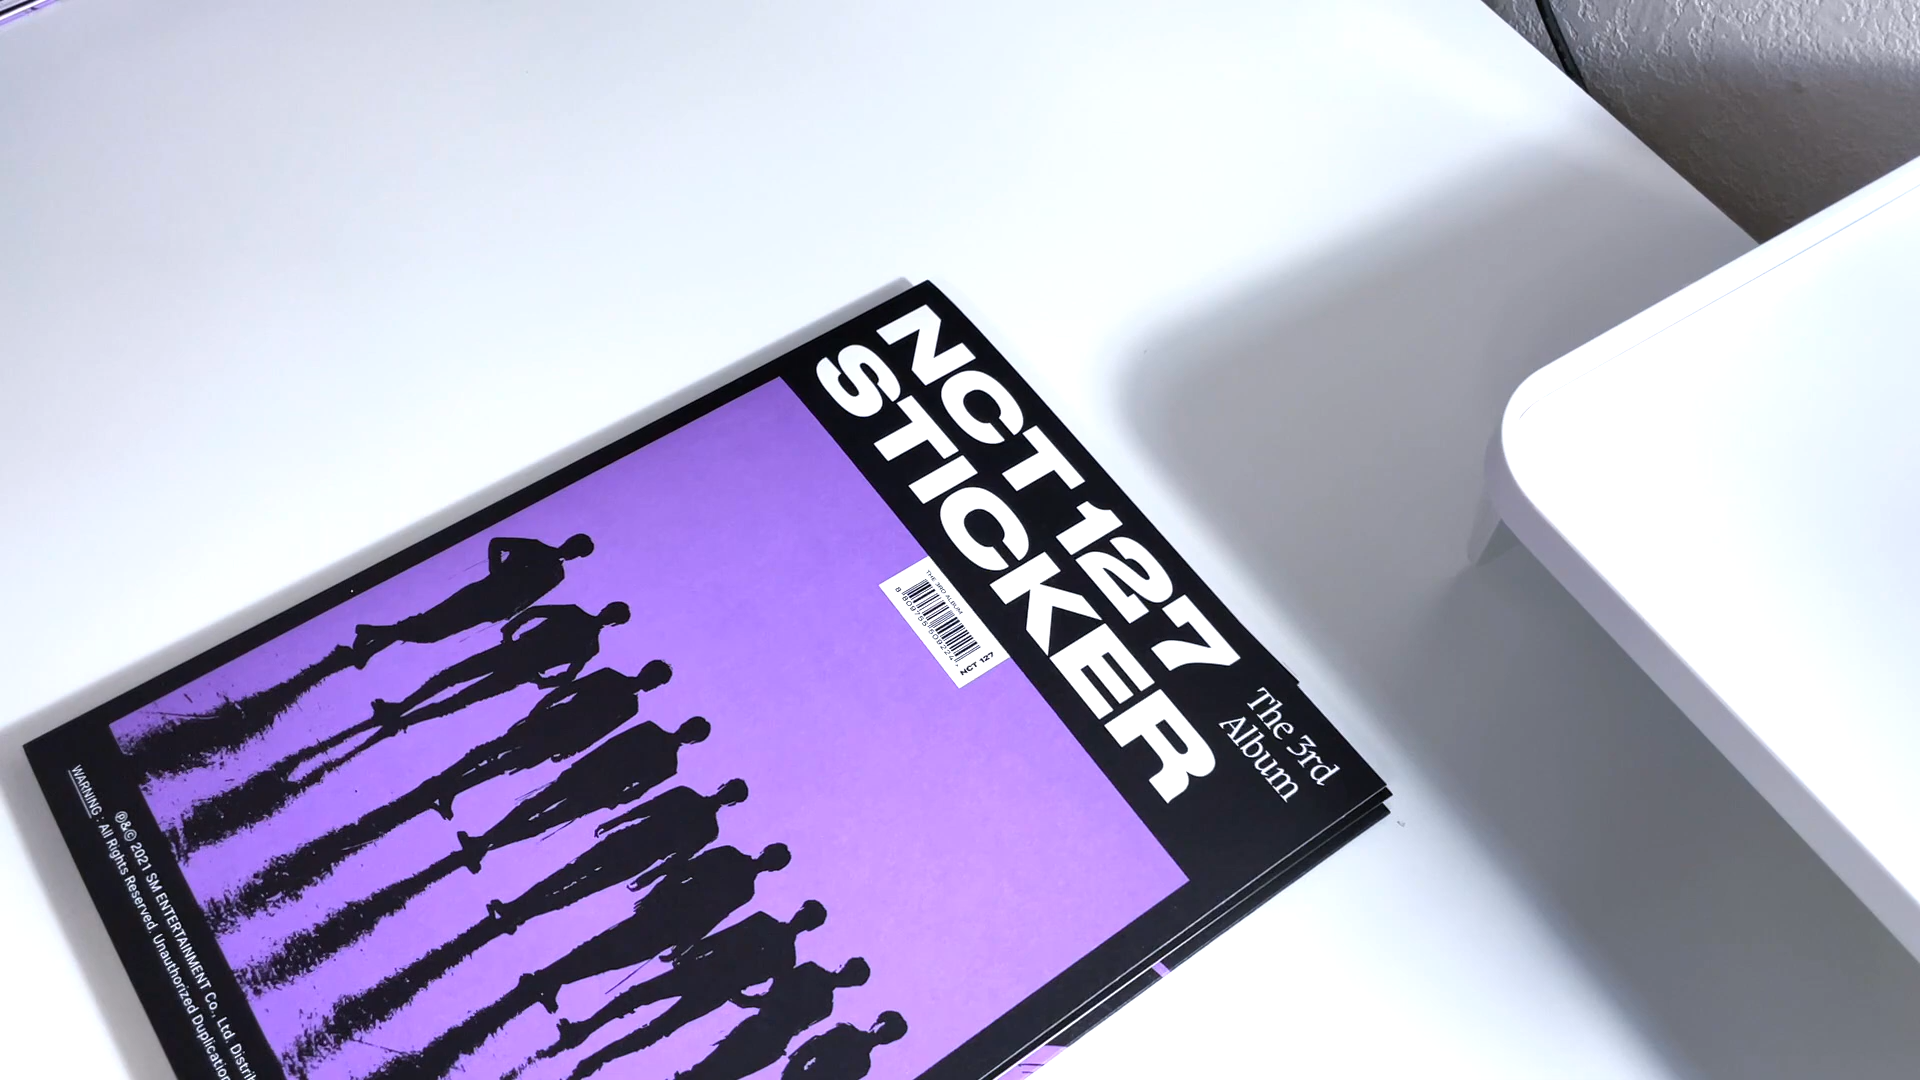 NCT 127
STICKER
The 3rd
Album
THE 3RD ALBUM
NCT 127
℗&© 2021 SM ENTERTAINMENT Co., Ltd. Distri
WARNING : All Rights Reserved. Unauthorized Duplication